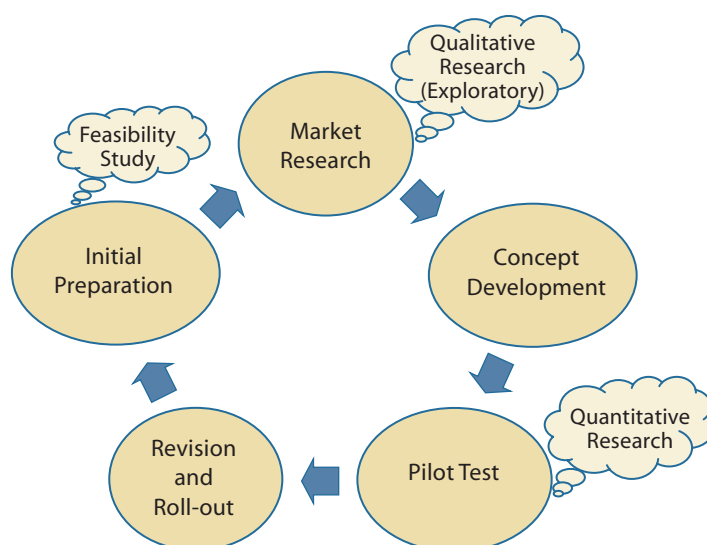 Qualitative
Research
(Exploratory)
Market
Research
Feasibility
Study
Initial
Preparation
Concept
Development
Quantitative
Research
Pilot Test
Revision
and
Roll-out